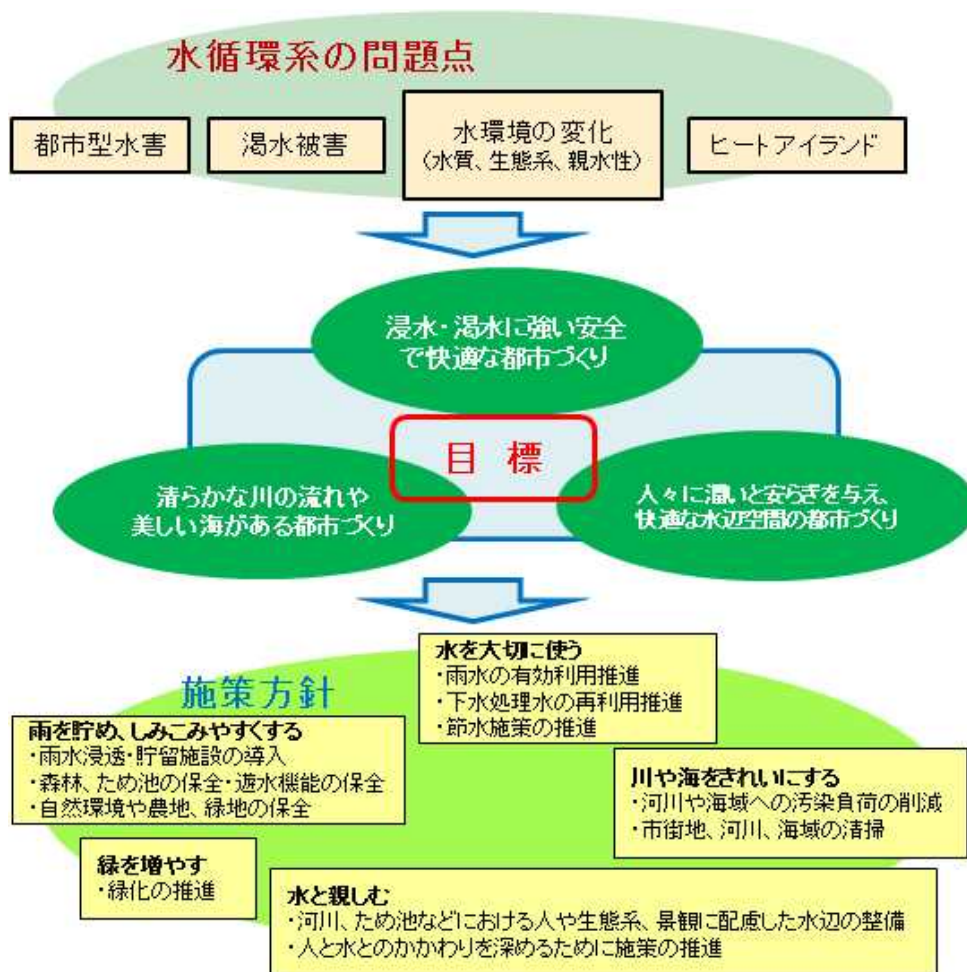 水循環系の問題点
都市型水害
渇水被害
水環境の変化
(水質、生態系、親水性)
ヒートアイランド
浸水・渇水に強い安全
で快適な都市づくり
目標
清らかな川の流れや
美しい海がある都市づくり
人々に潤いと安らぎを与え、
快適な水辺空間の都市づくり
施策方針
水を大切に使う
・雨水の有効利用推進
・下水処理水の再利用推進
・節水施策の推進
雨を貯め、しみこみやすくする
・雨水浸透・貯留施設の導入
・森林、ため池の保全・遊水機能の保全
・自然環境や農地、緑地の保全
川や海をきれいにする
・河川や海域への汚染負荷の削減
・市街地、河川、海域の清掃
緑を増やす
・緑化の推進
水と親しむ
・河川、ため池などにおける人や生態系、景観に配慮した水辺の整備
・人と水とのかかわりを深めるために施策の推進